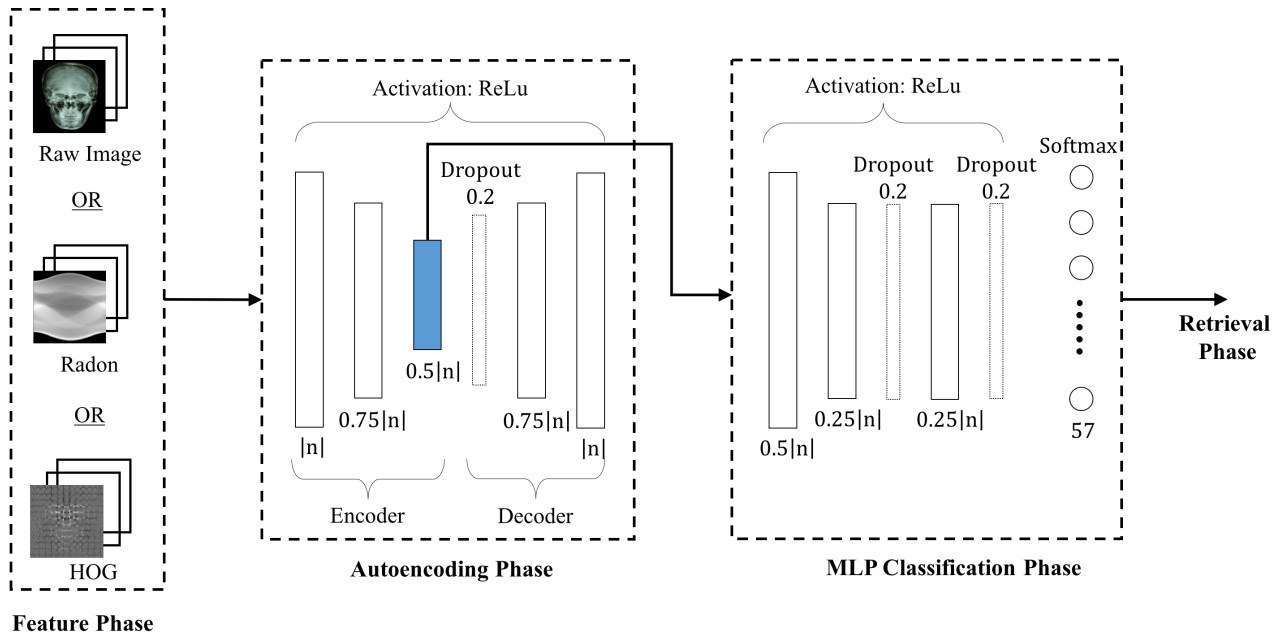 Raw Image
OR
Radon
OR
HOG
Feature Phase
Activation: ReLu
Dropout
0.2
|n|
0.75|n|
0.5|n|
0.75|n|
|n|
Encoder
Decoder
Autoencoding Phase
Activation: ReLu
Dropout
0.2
Dropout
0.2
Softmax
0.5|n|
0.25|n|
0.25|n|
57
MLP Classification Phase
Retrieval
Phase